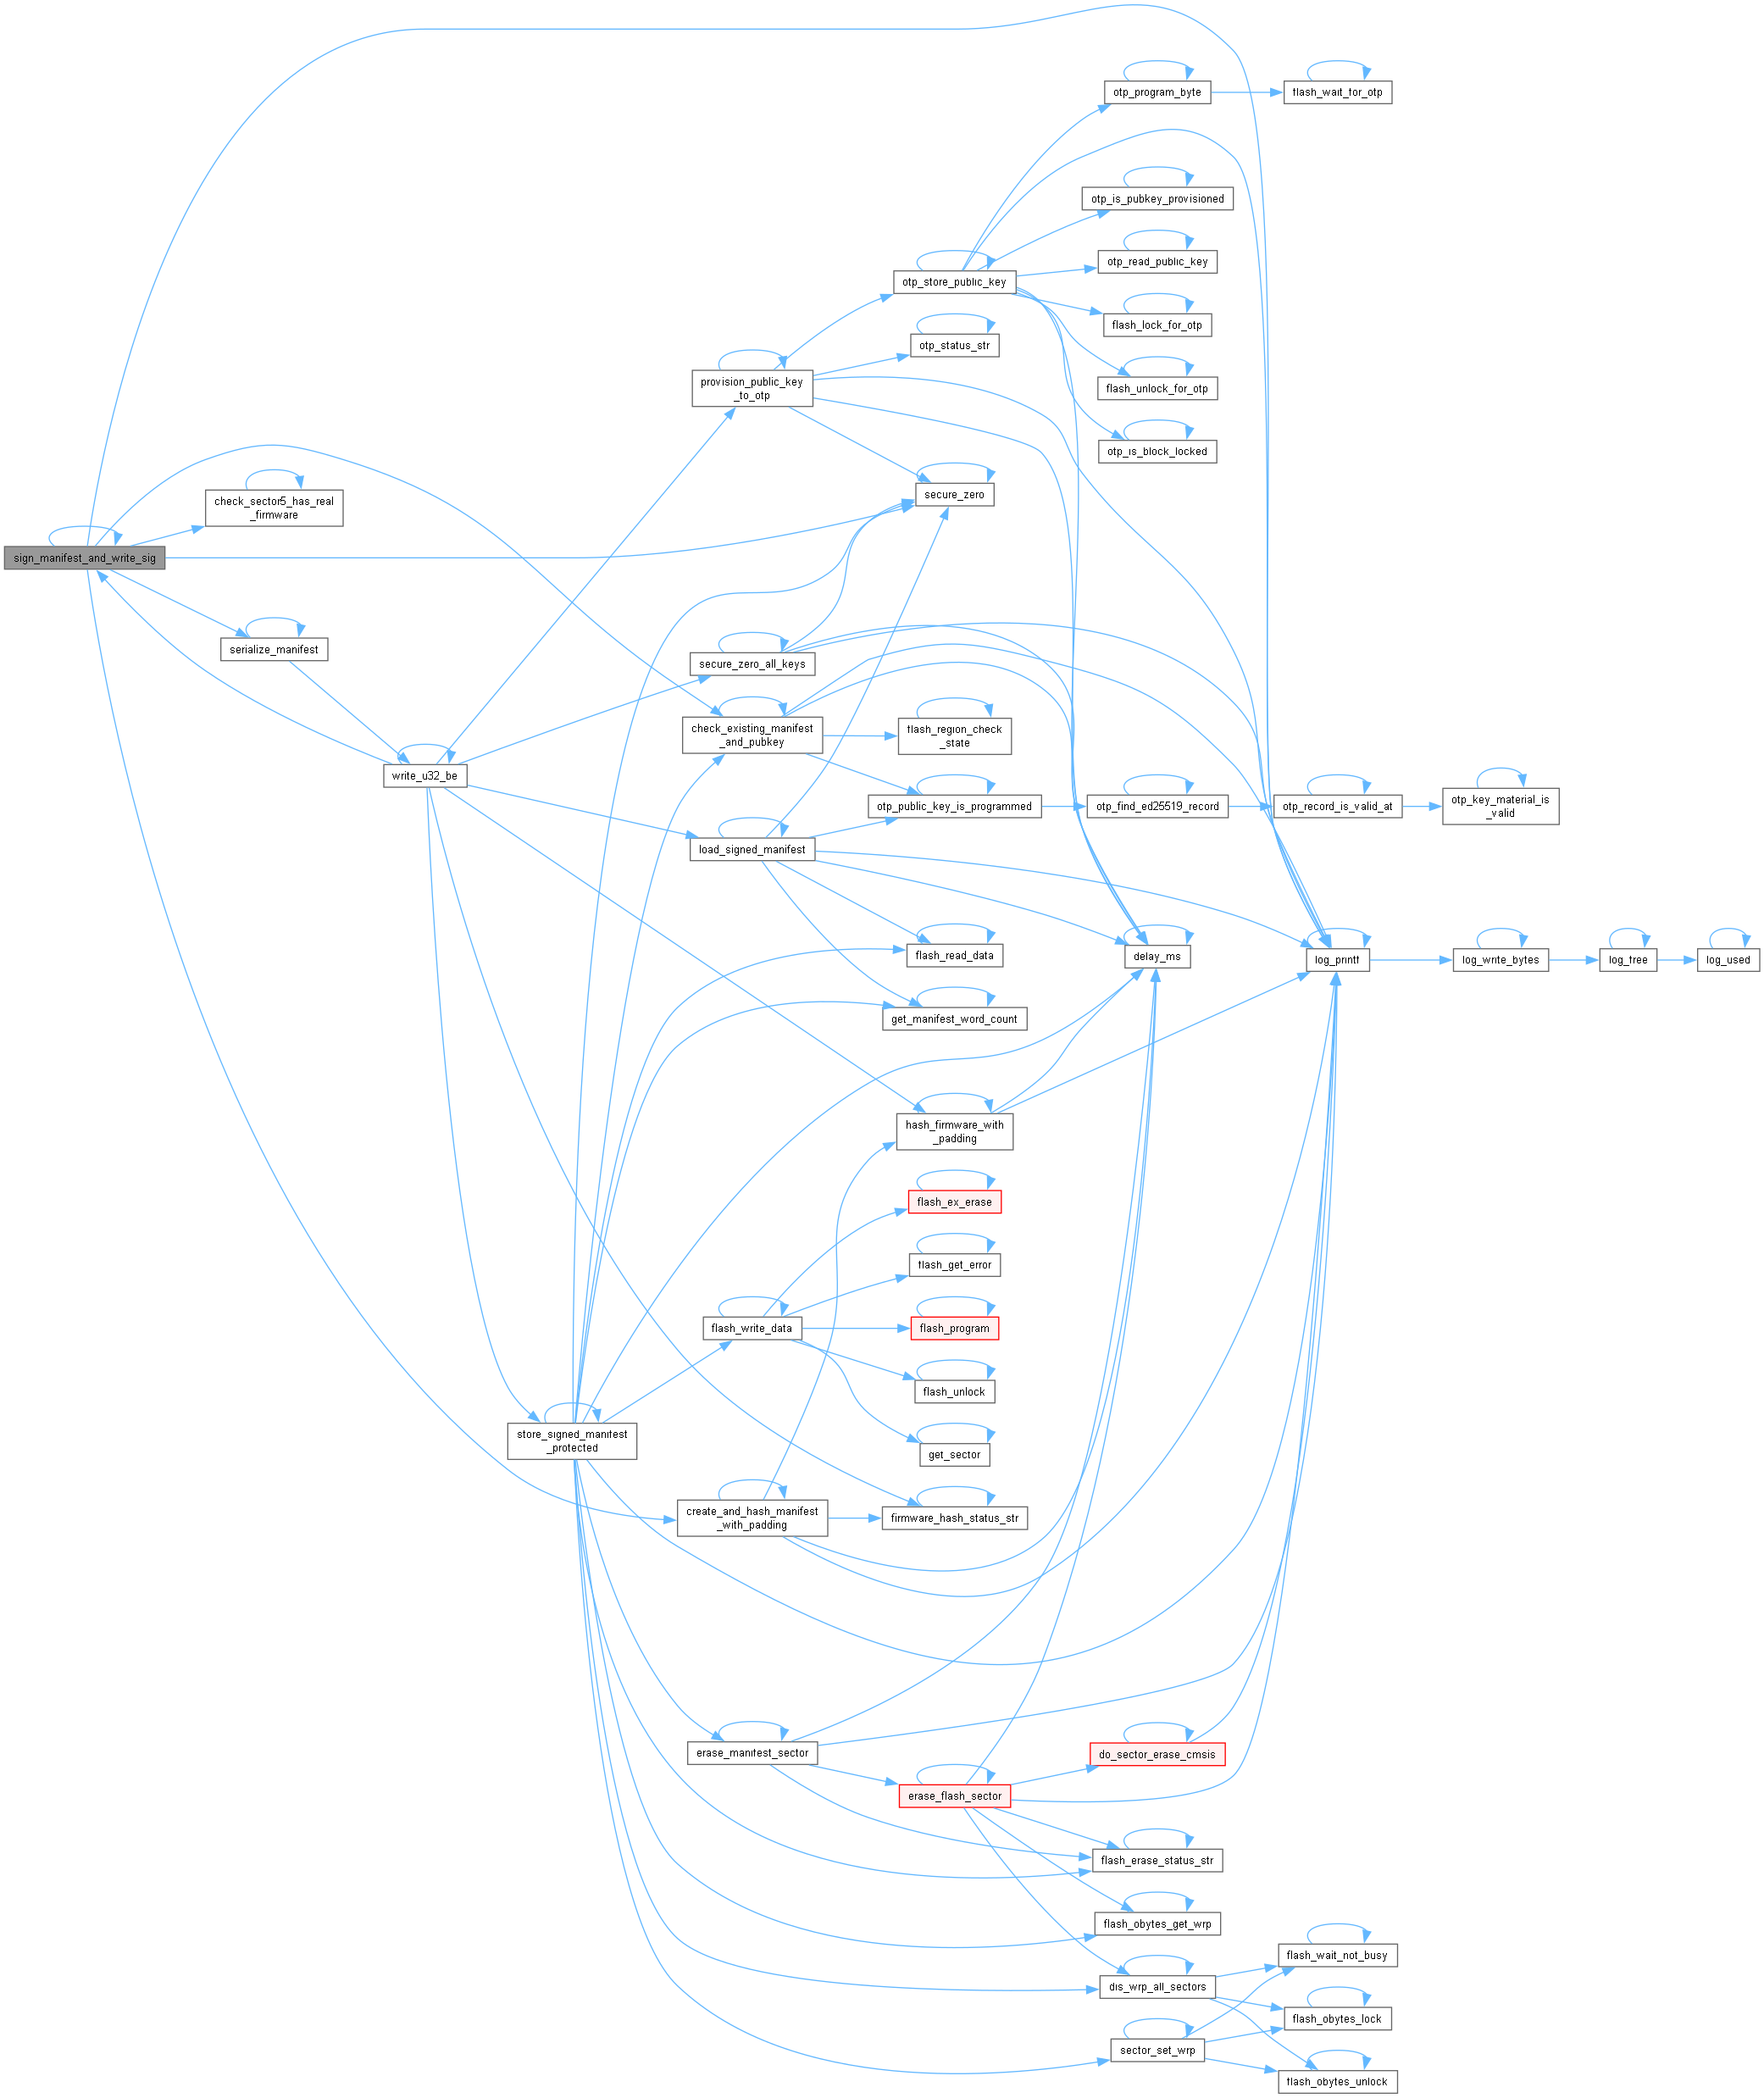 otp_program_byte
flash_wait_for_otp
otp_is_pubkey_provisioned
otp_read_public_key
otp_store_public_key
flash_lock_for_otp
otp_status_str
provision_public_key
_to_otp
flash_unlock_for_otp
otp_is_block_locked
secure_zero
check_sector5_has_real
_firmware
sign_manifest_and_write_sig
serialize_manifest
secure_zero_all_keys
check_existing_manifest
_and_pubkey
flash_region_check
_state
write_u32_be
otp_public_key_is_programmed
otp_find_ed25519_record
otp_record_is_valid_at
otp_key_material_is
_valid
load_signed_manifest
flash_read_data
delay_ms
log_printf
log_write_bytes
log_free
log_used
get_manifest_word_count
hash_firmware_with
_padding
flash_ex_erase
flash_get_error
flash_write_data
flash_program
flash_unlock
store_signed_manifest
_protected
get_sector
create_and_hash_manifest
_with_padding
firmware_hash_status_str
erase_manifest_sector
do_sector_erase_cmsis
erase_flash_sector
flash_erase_status_str
flash_obytes_get_wrp
flash_wait_not_busy
dis_wrp_all_sectors
flash_obytes_lock
sector_set_wrp
flash_obytes_unlock